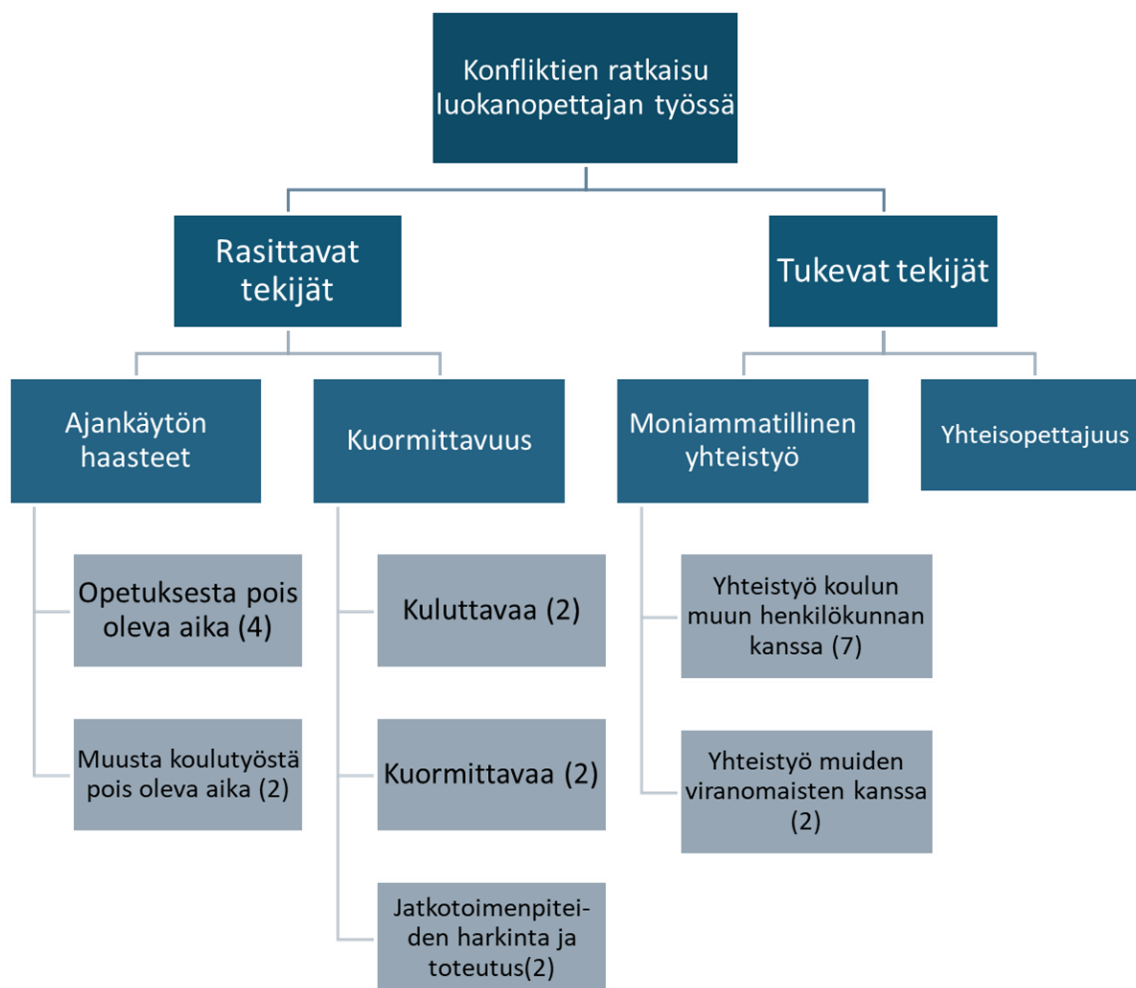 Konfliktien ratkaisu
luokanopettajan työssä
Rasittavat
tekijät
Tukevat tekijät
Ajankäytön
haasteet
Kuormittavuus
Moniammatillinen
yhteistyö
Yhteisopettajuus
Opetuksesta pois
oleva aika (4)
Muusta koulutyöstä
pois oleva aika (2)
Kuluttavaa (2)
Kuormittavaa (2)
Jatkotoimenpitei-
den harkinta ja
toteutus(2)
Yhteistyö koulun
muun henkilökunnan
kanssa (7)
Yhteistyö muiden
viranomaisten kanssa
(2)